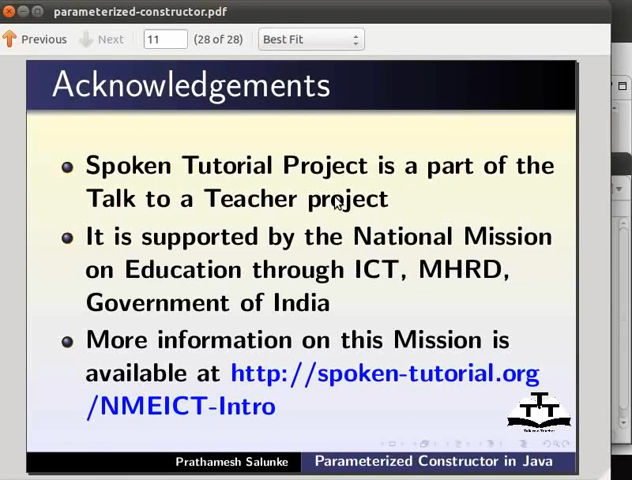 parameterized-constructor.pdf
Previous Next 11 (28 of 28) Best Fit
Acknowledgements
Spoken Tutorial Project is a part of the
Talk to a Teacher project
It is supported by the National Mission
on Education through ICT, MHRD,
Government of India
More information on this Mission is
available at http://spoken-tutorial.org
/NMEICT-Intro
Prathamesh Salunke Parameterized Constructor in Java